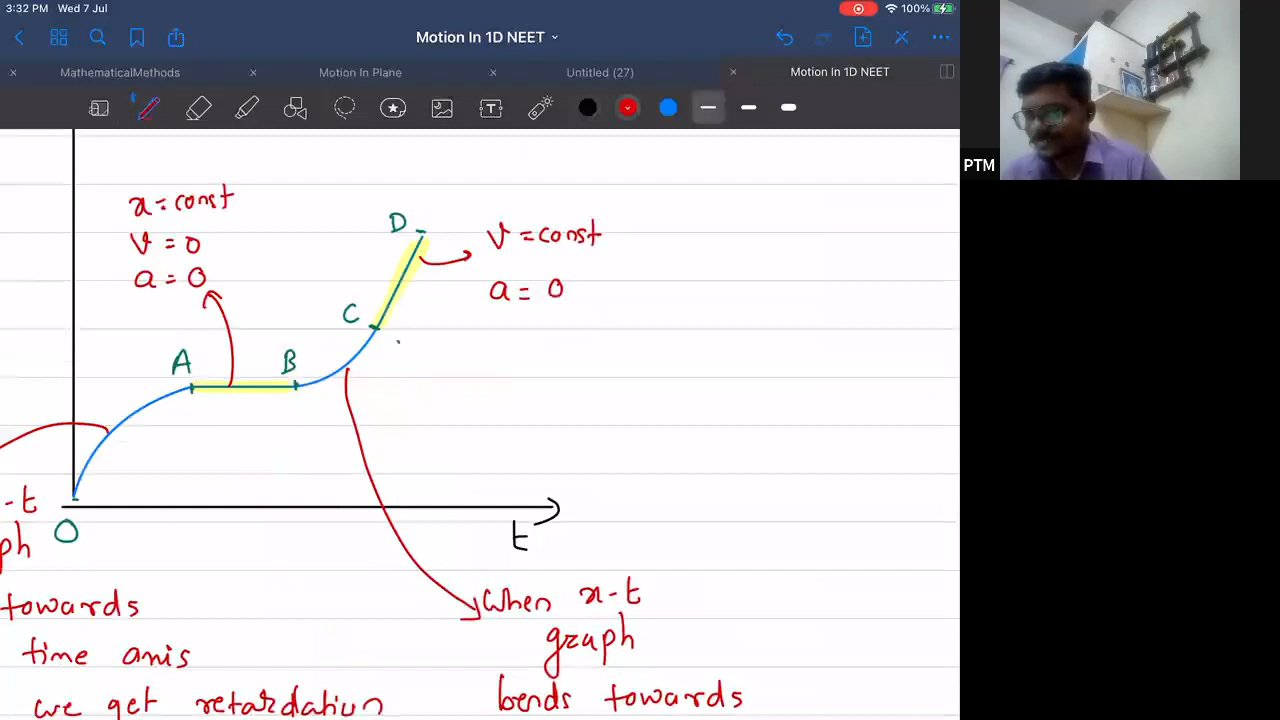 3:32 PM Wed 7 Jul
100%
Motion In 1D NEET
MathematicalMethods
Motion In Plane
Untitled (27)
Motion In 1D NEET
T
PTM
x = const
v = 0
a = 0
D
v = const
a = 0
C
A
B
O
t
-t
ph
towards
time axis
we get retardation
When x-t
graph
bends towards